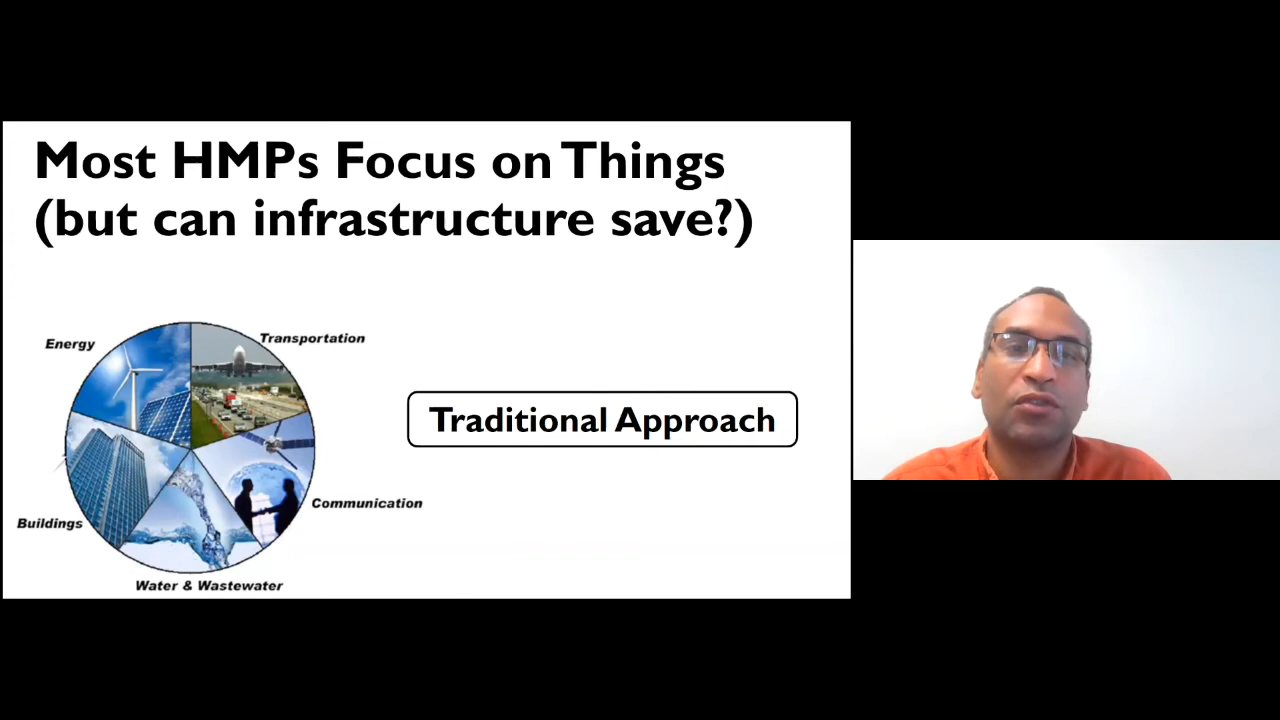 Most HMPs Focus on Things
(but can infrastructure save?)
Energy
Transportation
Traditional Approach
Communication
Buildings
Water & Wastewater